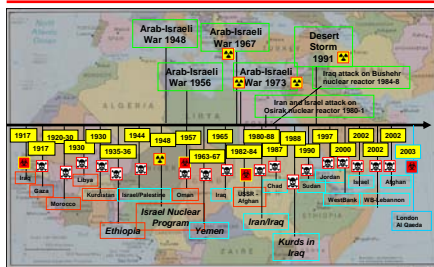 Arab-Israeli
War 1948
Arab-Israeli
War 1967
Desert
Storm
1991
Arab-Israeli
War 1956
Arab-Israeli
War 1973
Iraq attack on Bushehr
nuclear reactor 1984-8
Iran and Israel attack on
Osirak nuclear reactor 1980-1
ALGERIA
LIBYA
1917
1917
1920-30
1930
1930
1935-36
1944
1948
1957
1963-67
1965
1982-84
1980-88
1987
1988
1990
1997
2000
2002
2002
2002
2003
Iraq
Gaza
Morocco
Libya
Kurdistan
Ethiopia
Israel/Palestine
Israel Nuclear
Program
Oman
Yemen
Iraq
USSR -
Afghan
Iran/Iraq
Chad
Kurds in
Iraq
Sudan
Jordan
WestBank
Israel
WB-Lebannon
Afghan
London
Al Qaeda
ETHIOPIA